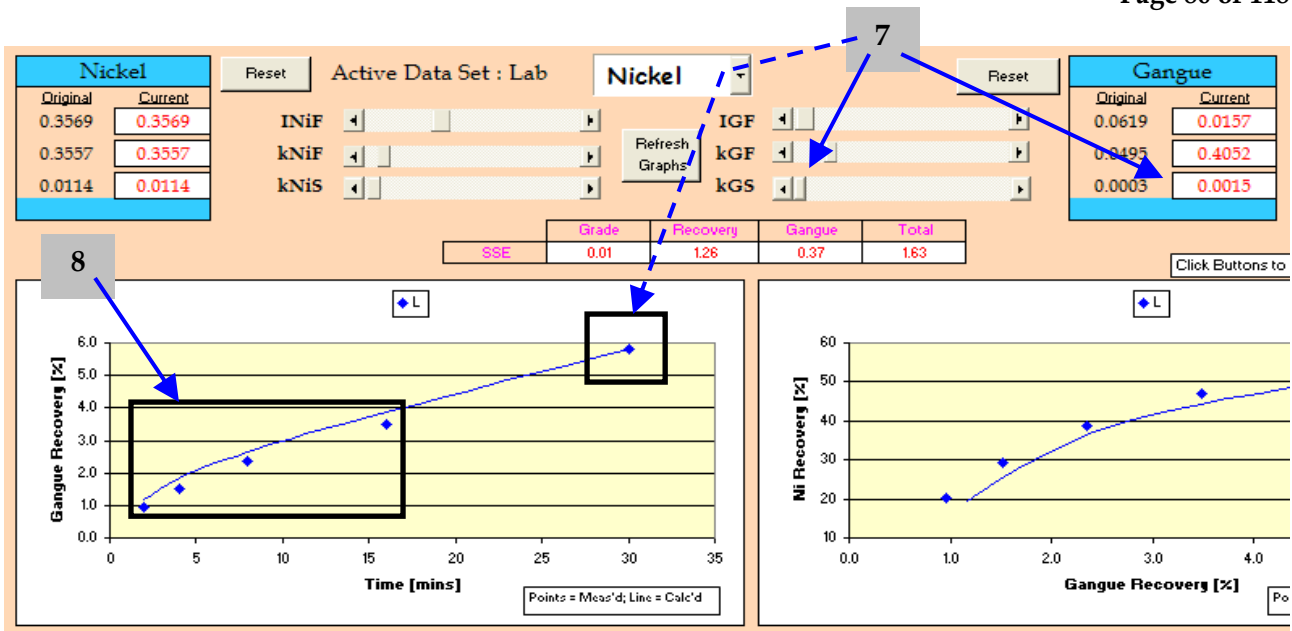 7
Nickel
Original Current
0.3569 0.3569
0.3557 0.3557
0.0114 0.0114
Reset
Active Data Set : Lab
Nickel
Reset
INiF
kNiF
kNiS
Refresh
Graphs
IGF
kGF
kGS
Gangue
Original Current
0.0619 0.0157
0.0495 0.4052
0.0003 0.0015
Grade Recovery Gangue Total
SSE 0.01 1.26 0.37 1.63
8
Click Buttons to
L
Gangue Recovery [%]
6.0
5.0
4.0
3.0
2.0
1.0
0.0
0 5 10 15 20 25 30 35
Time [mins]
Points = Meas'd; Line = Calc'd
L
Ni Recovery [%]
60
50
40
30
20
10
0.0 1.0 2.0 3.0 4.0
Gangue Recovery [%]
Po